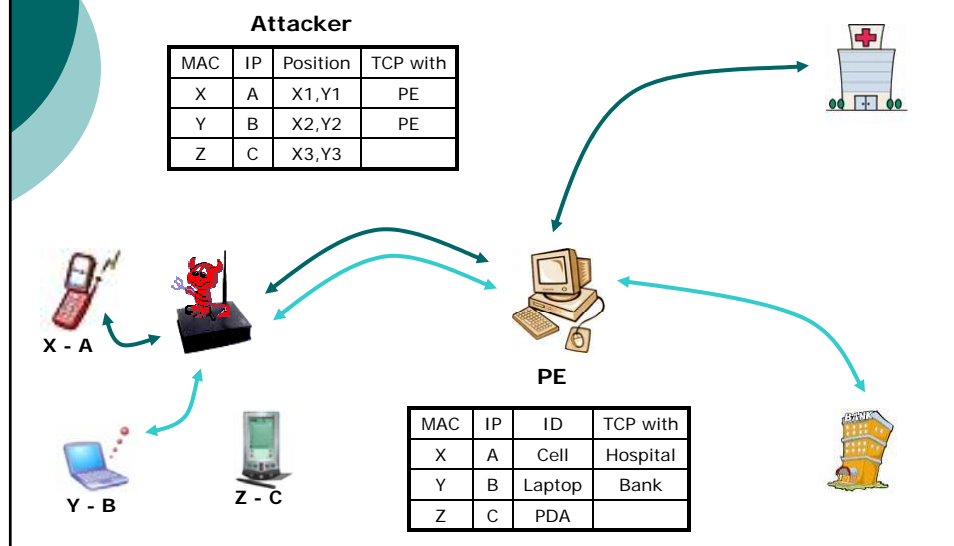 Attacker
MAC IP Position TCP with
X A X1,Y1 PE
Y B X2,Y2 PE
Z C X3,Y3
X - A
PE
BANK
MAC IP ID TCP with
X A Cell Hospital
Y B Laptop Bank
Z C PDA
Y - B
Z - C